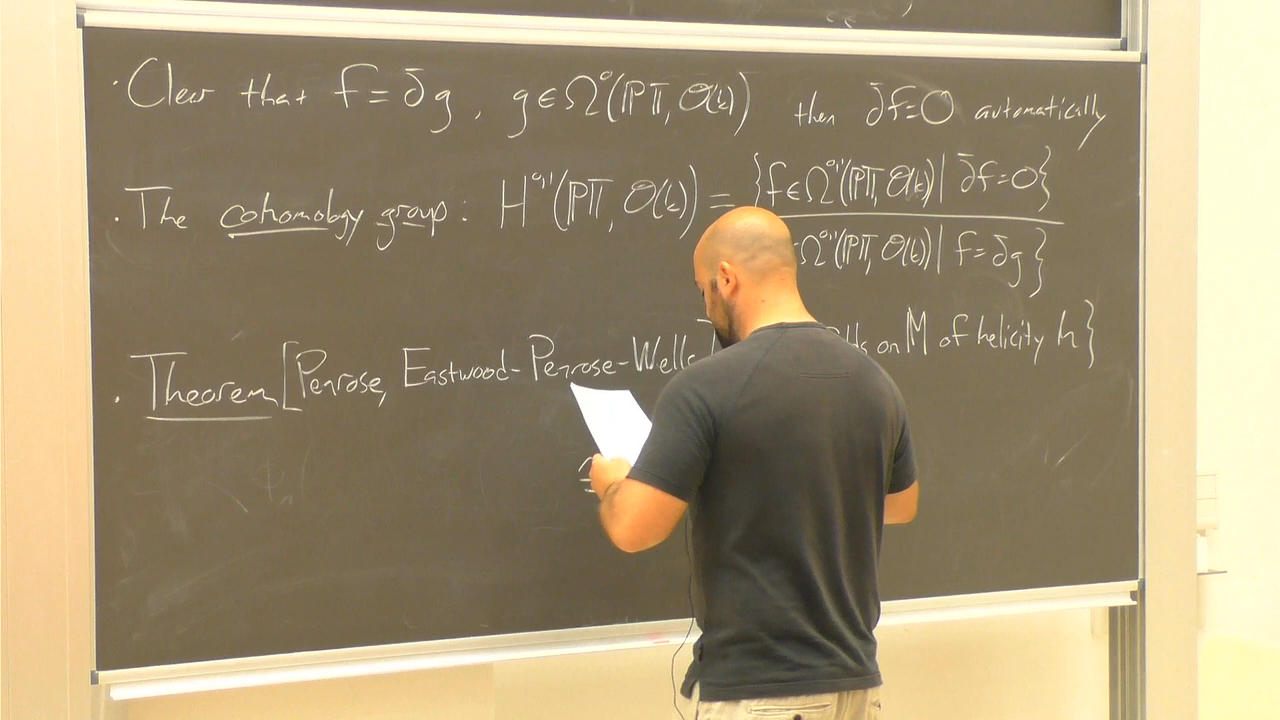 · Clear that f = ∂̄g , g ∈ Ω⁰(ℙ𝕋, 𝒪(k)) then ∂̄f=0 automatically
· The cohomology group: H⁰,¹(ℙ𝕋, 𝒪(k)) = {f ∈ Ω⁰,¹(ℙ𝕋, 𝒪(k)) | ∂̄f=0}
Ω⁰,¹(ℙ𝕋, 𝒪(k)) | f = ∂̄g}
· Theorem [Penrose, Eastwood-Penrose-Wells] on M of helicity h}